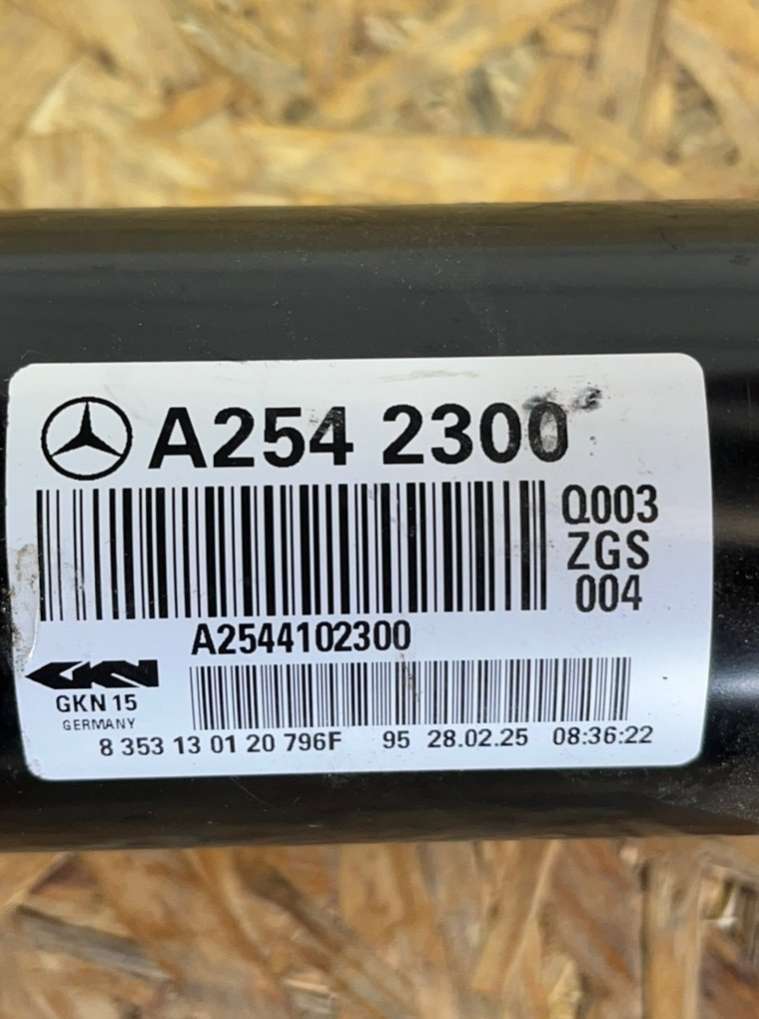 A254 2300
Q003
ZGS
004
A2544102300
GKN
GKN 15
GERMANY
8 353 13 01 20 796F 95 28.02.25 08:36:22